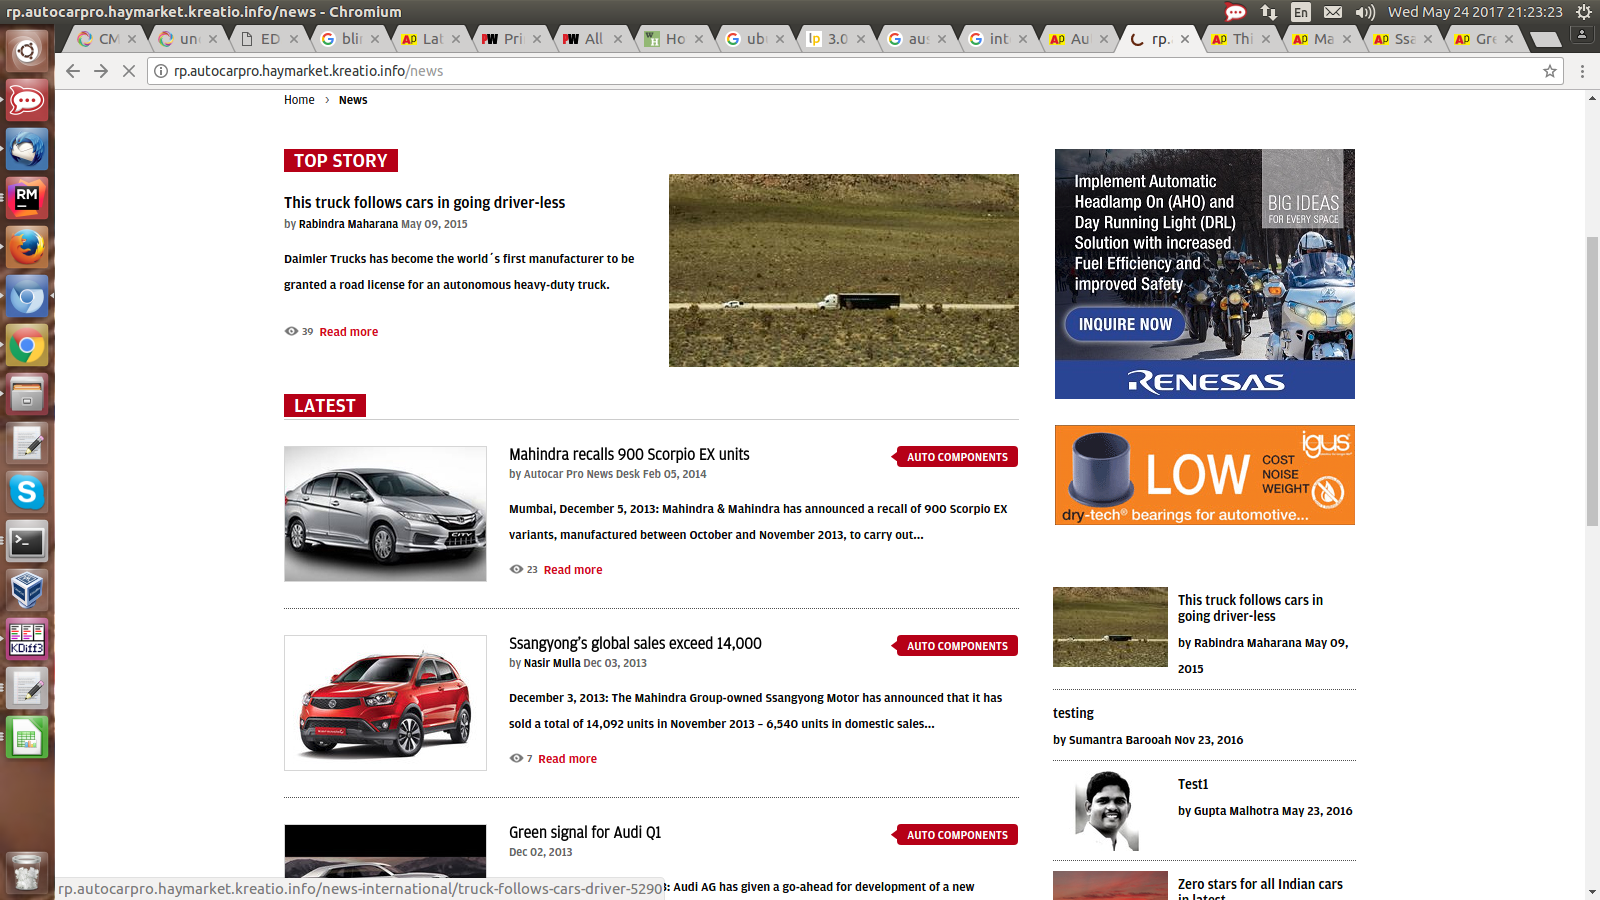 rp.autocarpro.haymarket.kreatio.info/news - Chromium
En
Wed May 24 2017 21:23:23
CM
un
ED
G bli
Ap Lat
PW Pri
PW All
WH Ho
G ub
lp 3.0
G aus
G int
Ap Au
rp.
Ap Thi
Ap Ma
Ap Ssa
Ap Gre
rp.autocarpro.haymarket.kreatio.info/news
RM
S
KDiff3
Home › News
TOP STORY
This truck follows cars in going driver-less
by Rabindra Maharana May 09, 2015
Daimler Trucks has become the world´s first manufacturer to be
granted a road license for an autonomous heavy-duty truck.
39 Read more
LATEST
Mahindra recalls 900 Scorpio EX units
by Autocar Pro News Desk Feb 05, 2014
AUTO COMPONENTS
Mumbai, December 5, 2013: Mahindra & Mahindra has announced a recall of 900 Scorpio EX
variants, manufactured between October and November 2013, to carry out...
23 Read more
CITY
Ssangyong's global sales exceed 14,000
by Nasir Mulla Dec 03, 2013
AUTO COMPONENTS
December 3, 2013: The Mahindra Group-owned Ssangyong Motor has announced that it has
sold a total of 14,092 units in November 2013 – 6,540 units in domestic sales...
7 Read more
Green signal for Audi Q1
Dec 02, 2013
AUTO COMPONENTS
: Audi AG has given a go-ahead for development of a new
rp.autocarpro.haymarket.kreatio.info/news-international/truck-follows-cars-driver-5290
Implement Automatic
Headlamp On (AHO) and
Day Running Light (DRL)
Solution with increased
Fuel Efficiency and
improved Safety
BIG IDEAS
FOR EVERY SPACE
INQUIRE NOW
RENESAS
igus
LOW
COST
NOISE
WEIGHT
dry-tech® bearings for automotive...
This truck follows cars in
going driver-less
by Rabindra Maharana May 09,
2015
testing
by Sumantra Barooah Nov 23, 2016
Test1
by Gupta Malhotra May 23, 2016
Zero stars for all Indian cars
in latest